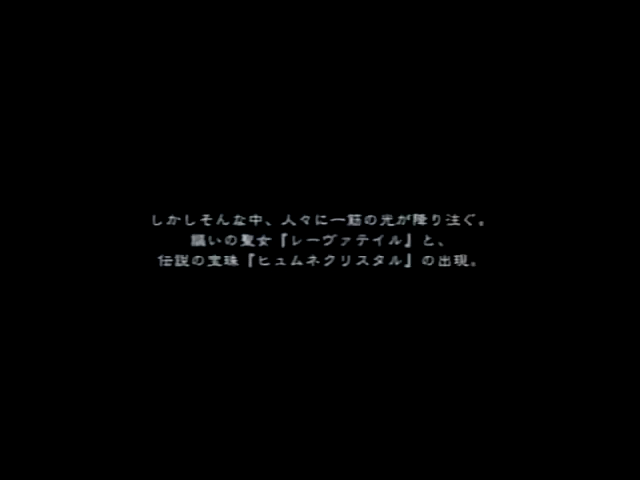 しかしそんな中、人々に一筋の光が降り注ぐ。
謳いの聖女『レーヴァテイル』と、
伝説の宝珠『ヒュムネクリスタル』の出現。